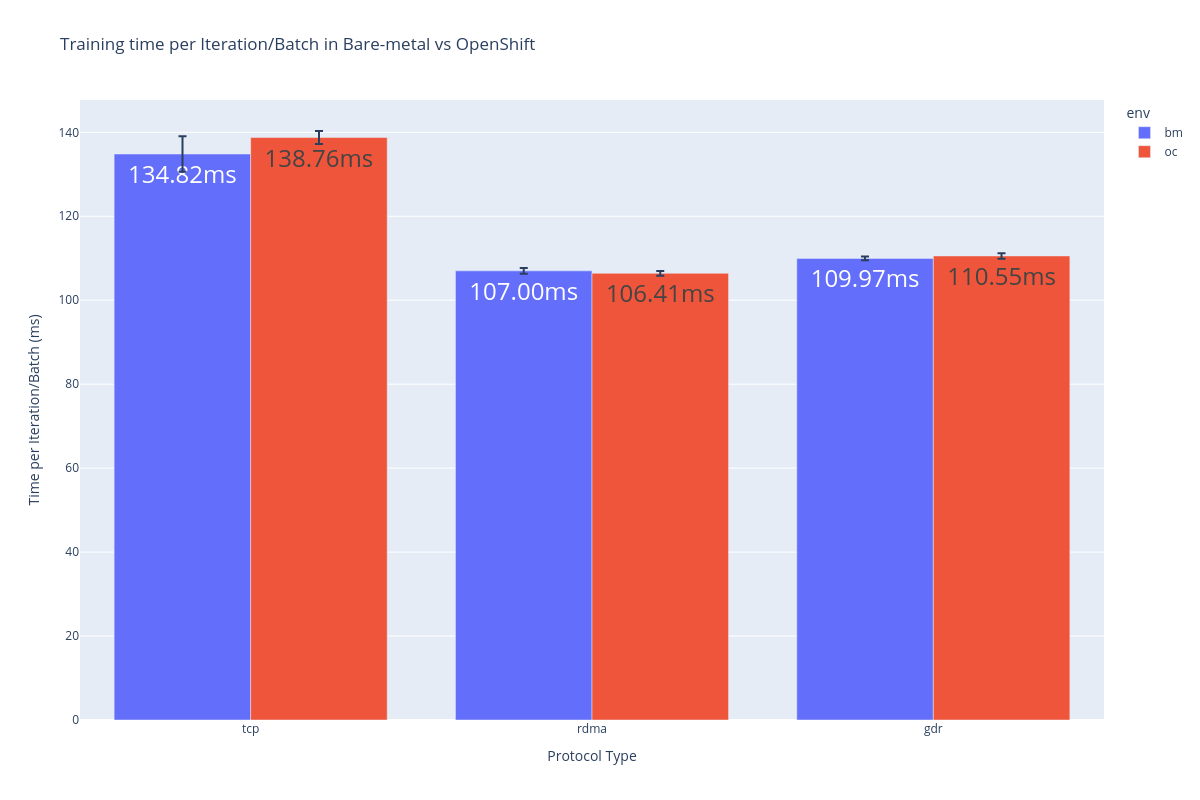 Training time per Iteration/Batch in Bare-metal vs OpenShift
env
bm
oc
140
120
100
80
60
40
20
0
Time per Iteration/Batch (ms)
134.82ms
138.76ms
107.00ms
106.41ms
109.97ms
110.55ms
tcp
rdma
gdr
Protocol Type